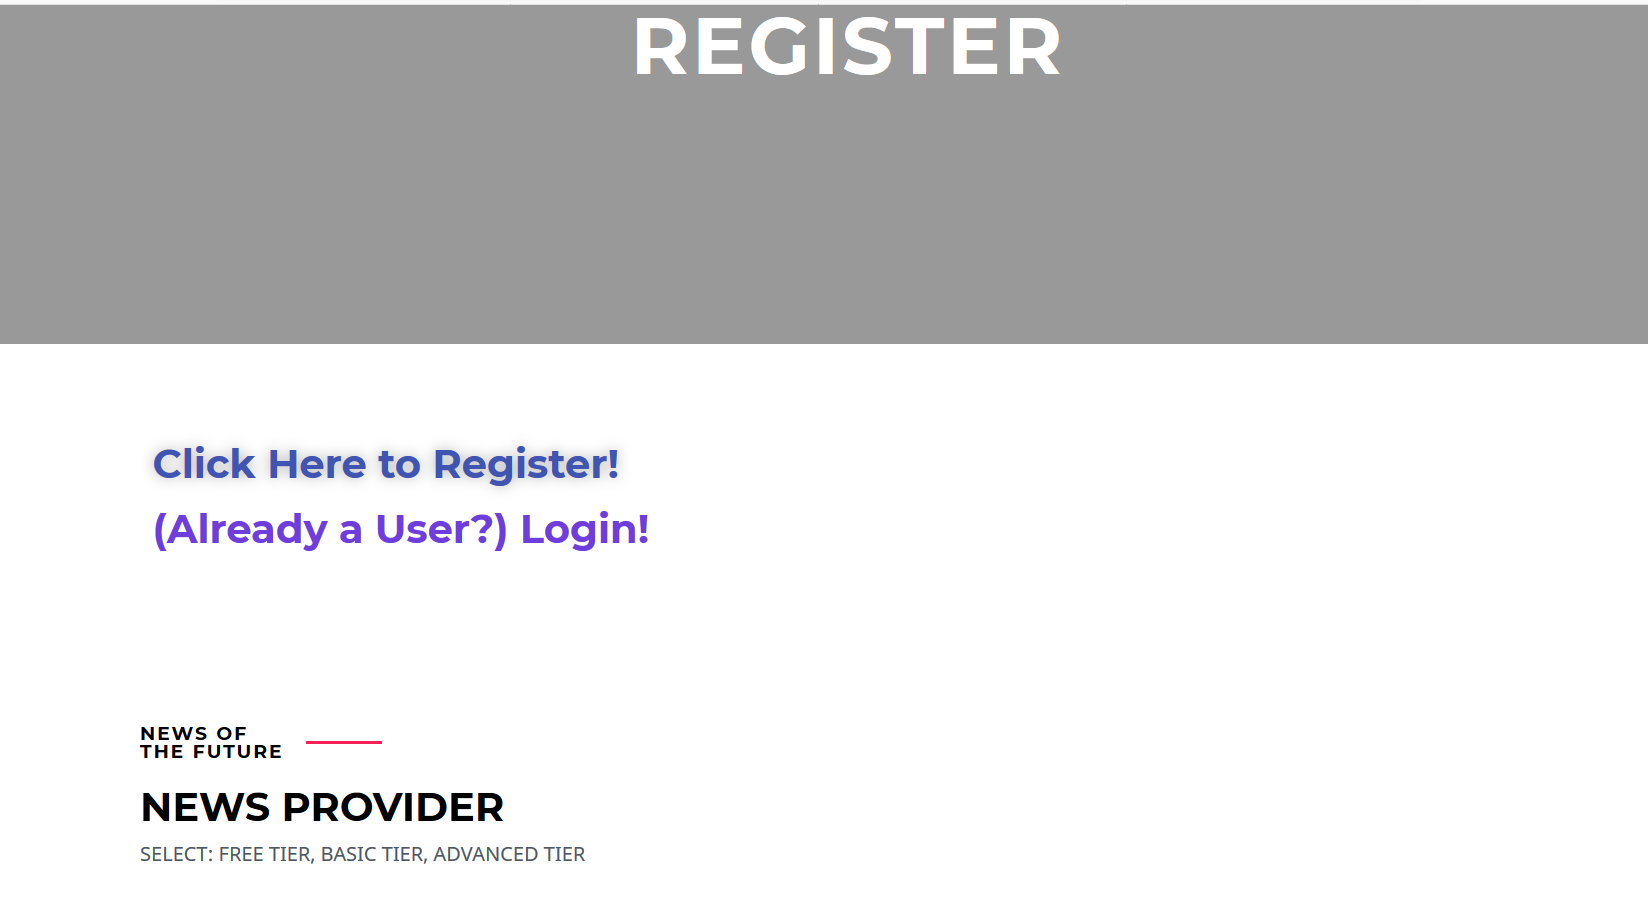 REGISTER
Click Here to Register!
(Already a User?) Login!
NEWS OF
THE FUTURE
NEWS PROVIDER
SELECT: FREE TIER, BASIC TIER, ADVANCED TIER